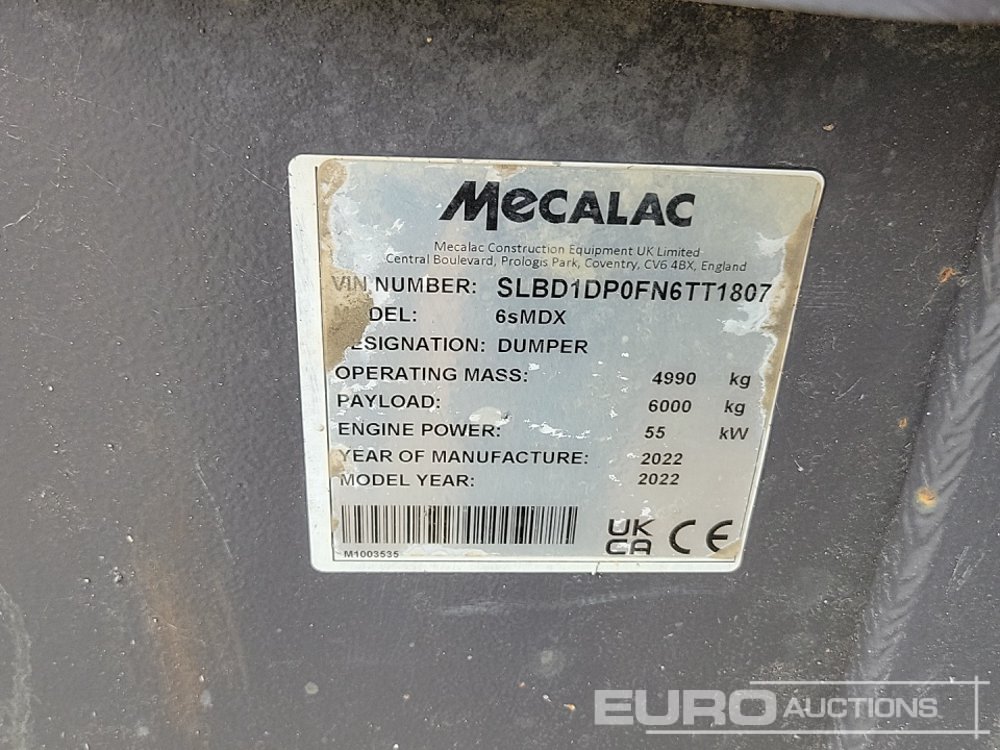 MECALAC
Mecalac Construction Equipment UK Limited
Central Boulevard, Prologis Park, Coventry, CV6 4BX, England
VIN NUMBER: SLBD1DP0FN6TT1807
DEL: 6sMDX
ESIGNATION: DUMPER
OPERATING MASS: 4990 kg
PAYLOAD: 6000 kg
ENGINE POWER: 55 kW
YEAR OF MANUFACTURE: 2022
MODEL YEAR: 2022
UK
CA CE
M1003535
EURO AUCTIONS